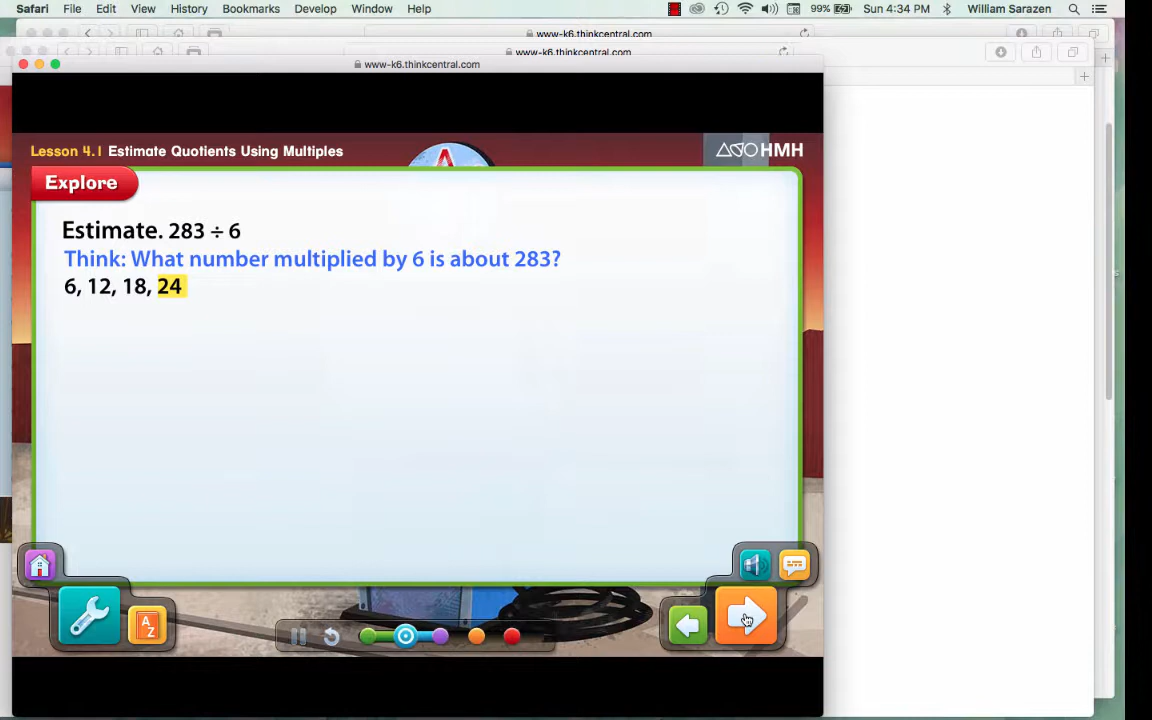 Safari File Edit View History Bookmarks Develop Window Help 99% Sun 4:34 PM William Sarazen
www-k6.thinkcentral.com
www-k6.thinkcentral.com
www-k6.thinkcentral.com
Lesson 4.1 Estimate Quotients Using Multiples
HMH
Explore
Estimate. 283 ÷ 6
Think: What number multiplied by 6 is about 283?
6, 12, 18, 24
A
Z